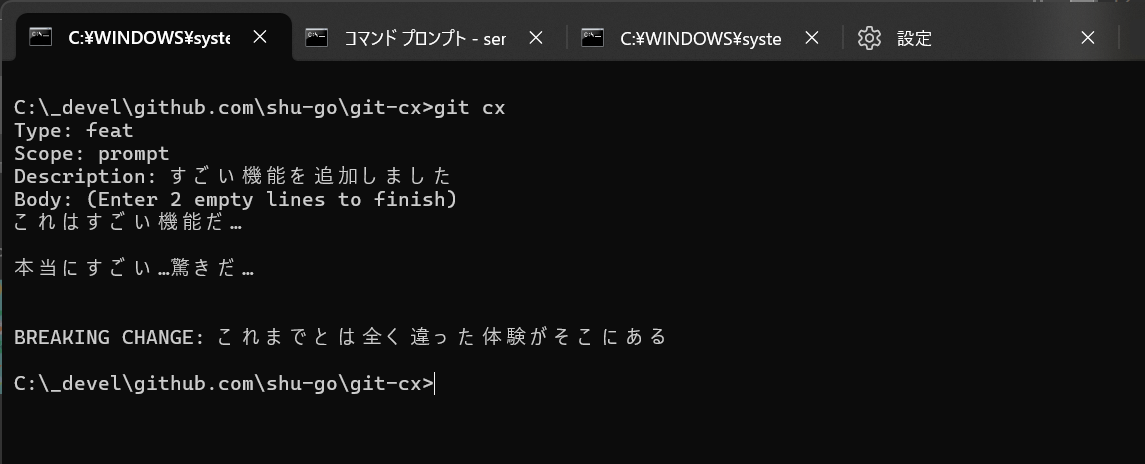 C:¥WINDOWS¥syste
コマンド プロンプト - ser
C:¥WINDOWS¥syste
設定
C:\_devel\github.com\shu-go\git-cx>git cx
Type: feat
Scope: prompt
Description: すごい機能を追加しました
Body: (Enter 2 empty lines to finish)
これはすごい機能だ…
本当にすごい…驚きだ…
BREAKING CHANGE: これまでとは全く違った体験がそこにある
C:\_devel\github.com\shu-go\git-cx>